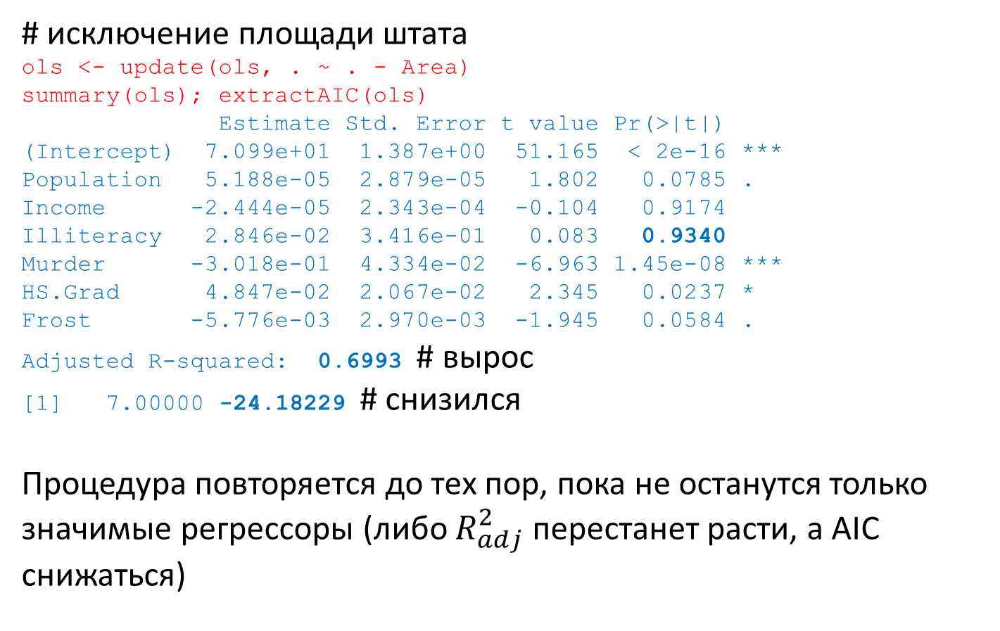 # исключение площади штата
ols <- update(ols, . ~ . - Area)
summary(ols); extractAIC(ols)
Estimate Std. Error t value Pr(>|t|)
(Intercept) 7.099e+01 1.387e+00 51.165 < 2e-16 ***
Population 5.188e-05 2.879e-05 1.802 0.0785 .
Income -2.444e-05 2.343e-04 -0.104 0.9174
Illiteracy 2.846e-02 3.416e-01 0.083 0.9340
Murder -3.018e-01 4.334e-02 -6.963 1.45e-08 ***
HS.Grad 4.847e-02 2.067e-02 2.345 0.0237 *
Frost -5.776e-03 2.970e-03 -1.945 0.0584 .
Adjusted R-squared: 0.6993 # вырос
[1] 7.00000 -24.18229 # снизился
Процедура повторяется до тех пор, пока не останутся только
значимые регрессоры (либо $R^2_{adj}$ перестанет расти, а AIC
снижаться)